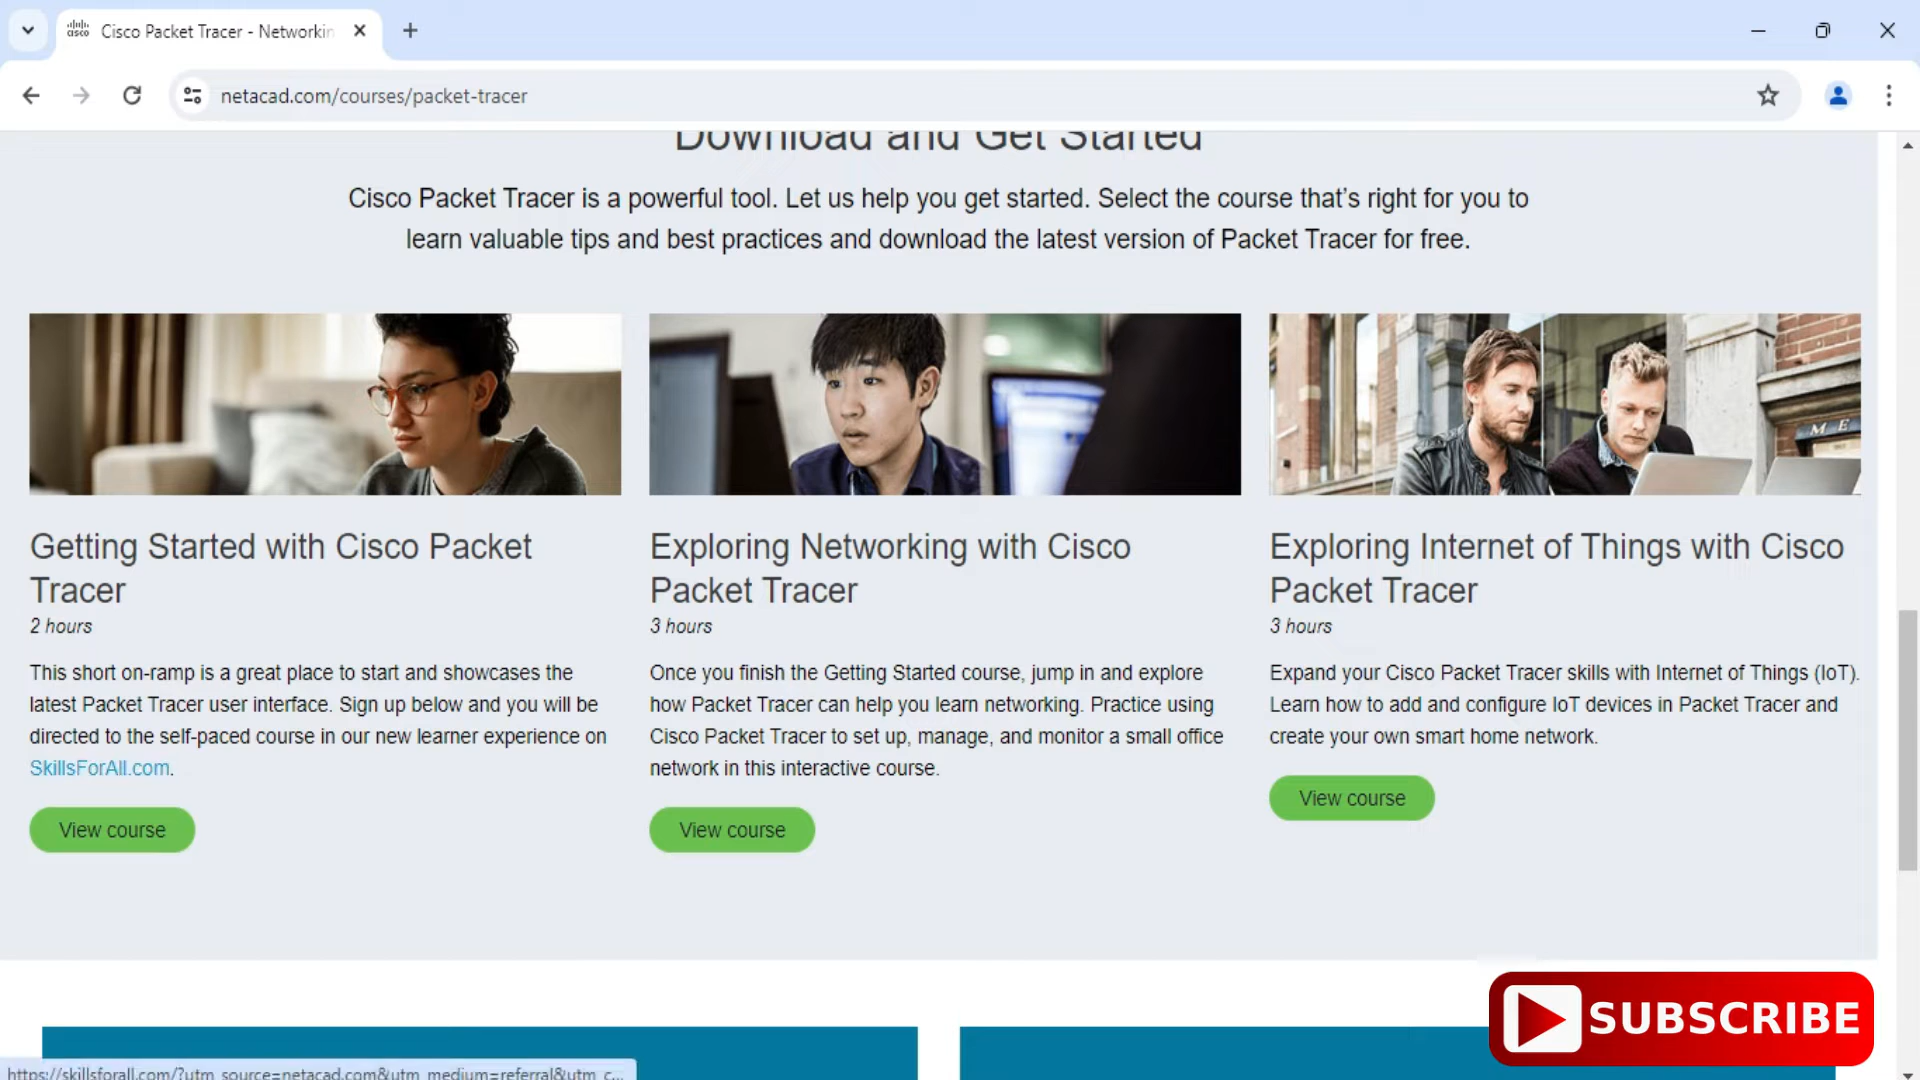 cisco
Cisco Packet Tracer - Networkin
netacad.com/courses/packet-tracer
Download and Get Started
Cisco Packet Tracer is a powerful tool. Let us help you get started. Select the course that's right for you to
learn valuable tips and best practices and download the latest version of Packet Tracer for free.
ME
Getting Started with Cisco Packet
Tracer
2 hours
This short on-ramp is a great place to start and showcases the
latest Packet Tracer user interface. Sign up below and you will be
directed to the self-paced course in our new learner experience on
SkillsForAll.com.
View course
Exploring Networking with Cisco
Packet Tracer
3 hours
Once you finish the Getting Started course, jump in and explore
how Packet Tracer can help you learn networking. Practice using
Cisco Packet Tracer to set up, manage, and monitor a small office
network in this interactive course.
View course
Exploring Internet of Things with Cisco
Packet Tracer
3 hours
Expand your Cisco Packet Tracer skills with Internet of Things (IoT).
Learn how to add and configure IoT devices in Packet Tracer and
create your own smart home network.
View course
SUBSCRIBE
https://skillsforall.com/?utm_source=netacad.com&utm_medium=referral&utm_c...